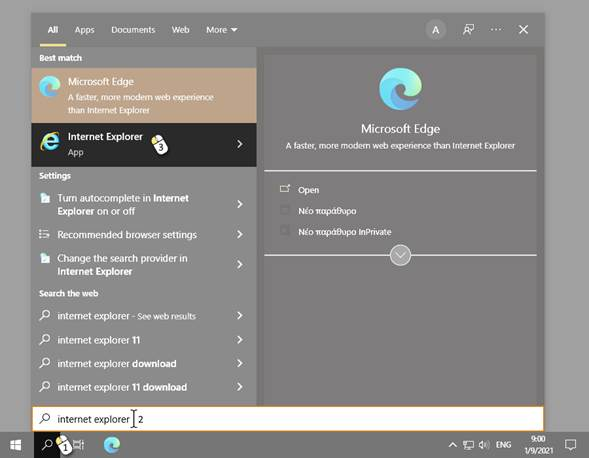 All Apps Documents Web More A
Best match
Microsoft Edge
A faster, more modern web experience
than Internet Explorer
Internet Explorer
App
3
Settings
Turn autocomplete in Internet
Explorer on or off
Recommended browser settings
Change the search provider in
Internet Explorer
Search the web
internet explorer - See web results
internet explorer 11
internet explorer download
internet explorer 11 download
Microsoft Edge
A faster, more modern web experience than Internet Explorer
Open
Νέο παράθυρο
Νέο παράθυρο InPrivate
internet explorer 2
1
ENG
9:00
1/9/2021